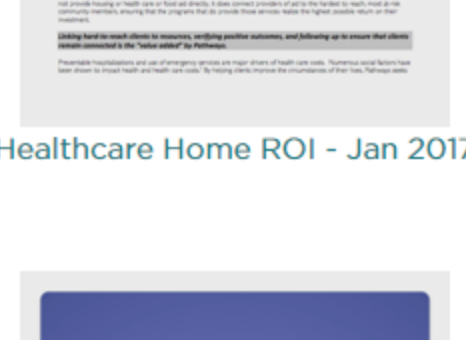 not provide housing or health care or food aid directly, it does connect providers of aid to the hardest to reach, most at-risk
community members, ensuring that the programs that do provide those services realize the highest possible return on their
investment.
Linking hard-to-reach clients to resources, verifying positive outcomes, and following up to ensure that clients
remain connected is the "value added" by Pathways.
Preventable hospitalizations and use of emergency services are major drivers of health care costs. Numerous social factors have
been shown to impact health and health care costs. By helping clients improve the circumstances of their lives, Pathways seeks
Healthcare Home ROI - Jan 2017